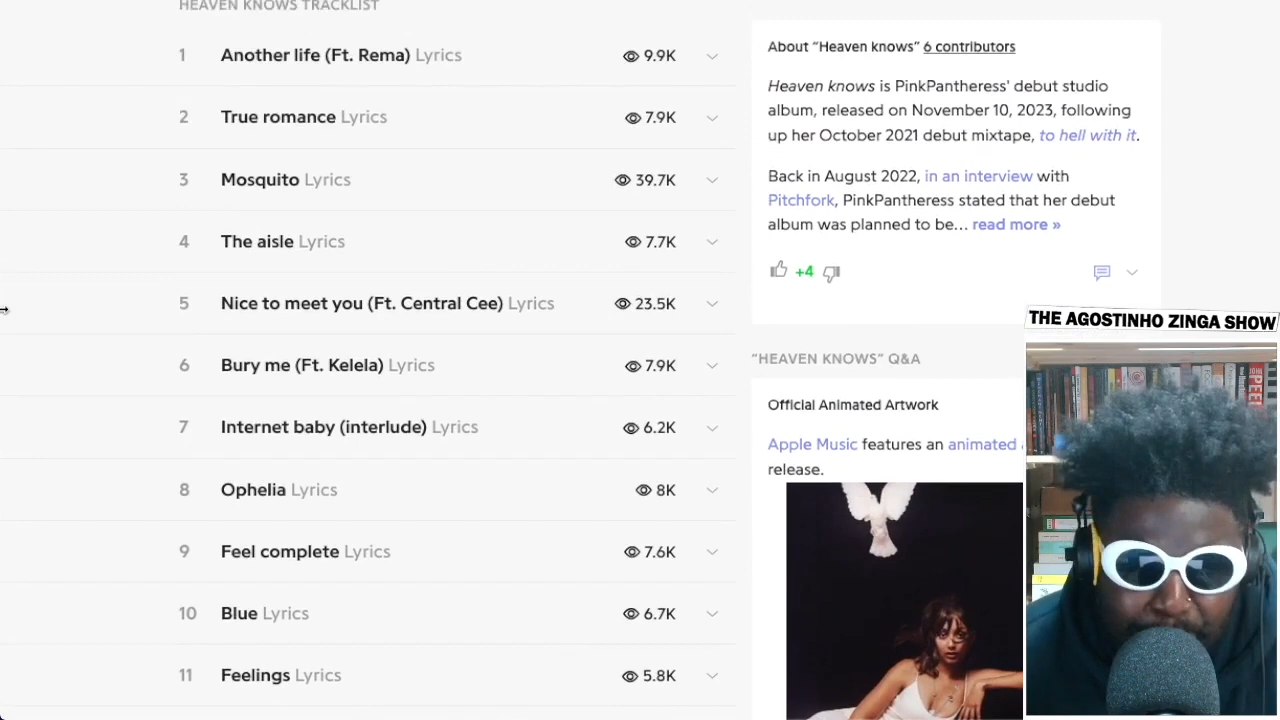 HEAVEN KNOWS TRACKLIST
1 Another life (Ft. Rema) Lyrics 9.9K
2 True romance Lyrics 7.9K
3 Mosquito Lyrics 39.7K
4 The aisle Lyrics 7.7K
5 Nice to meet you (Ft. Central Cee) Lyrics 23.5K
6 Bury me (Ft. Kelela) Lyrics 7.9K
7 Internet baby (interlude) Lyrics 6.2K
8 Ophelia Lyrics 8K
9 Feel complete Lyrics 7.6K
10 Blue Lyrics 6.7K
11 Feelings Lyrics 5.8K
About “Heaven knows” 6 contributors
Heaven knows is PinkPantheress' debut studio
album, released on November 10, 2023, following
up her October 2021 debut mixtape, to hell with it.
Back in August 2022, in an interview with
Pitchfork, PinkPantheress stated that her debut
album was planned to be… read more »
+4
“HEAVEN KNOWS” Q&A
Official Animated Artwork
Apple Music features an animated
release.
THE AGOSTINHO ZINGA SHOW